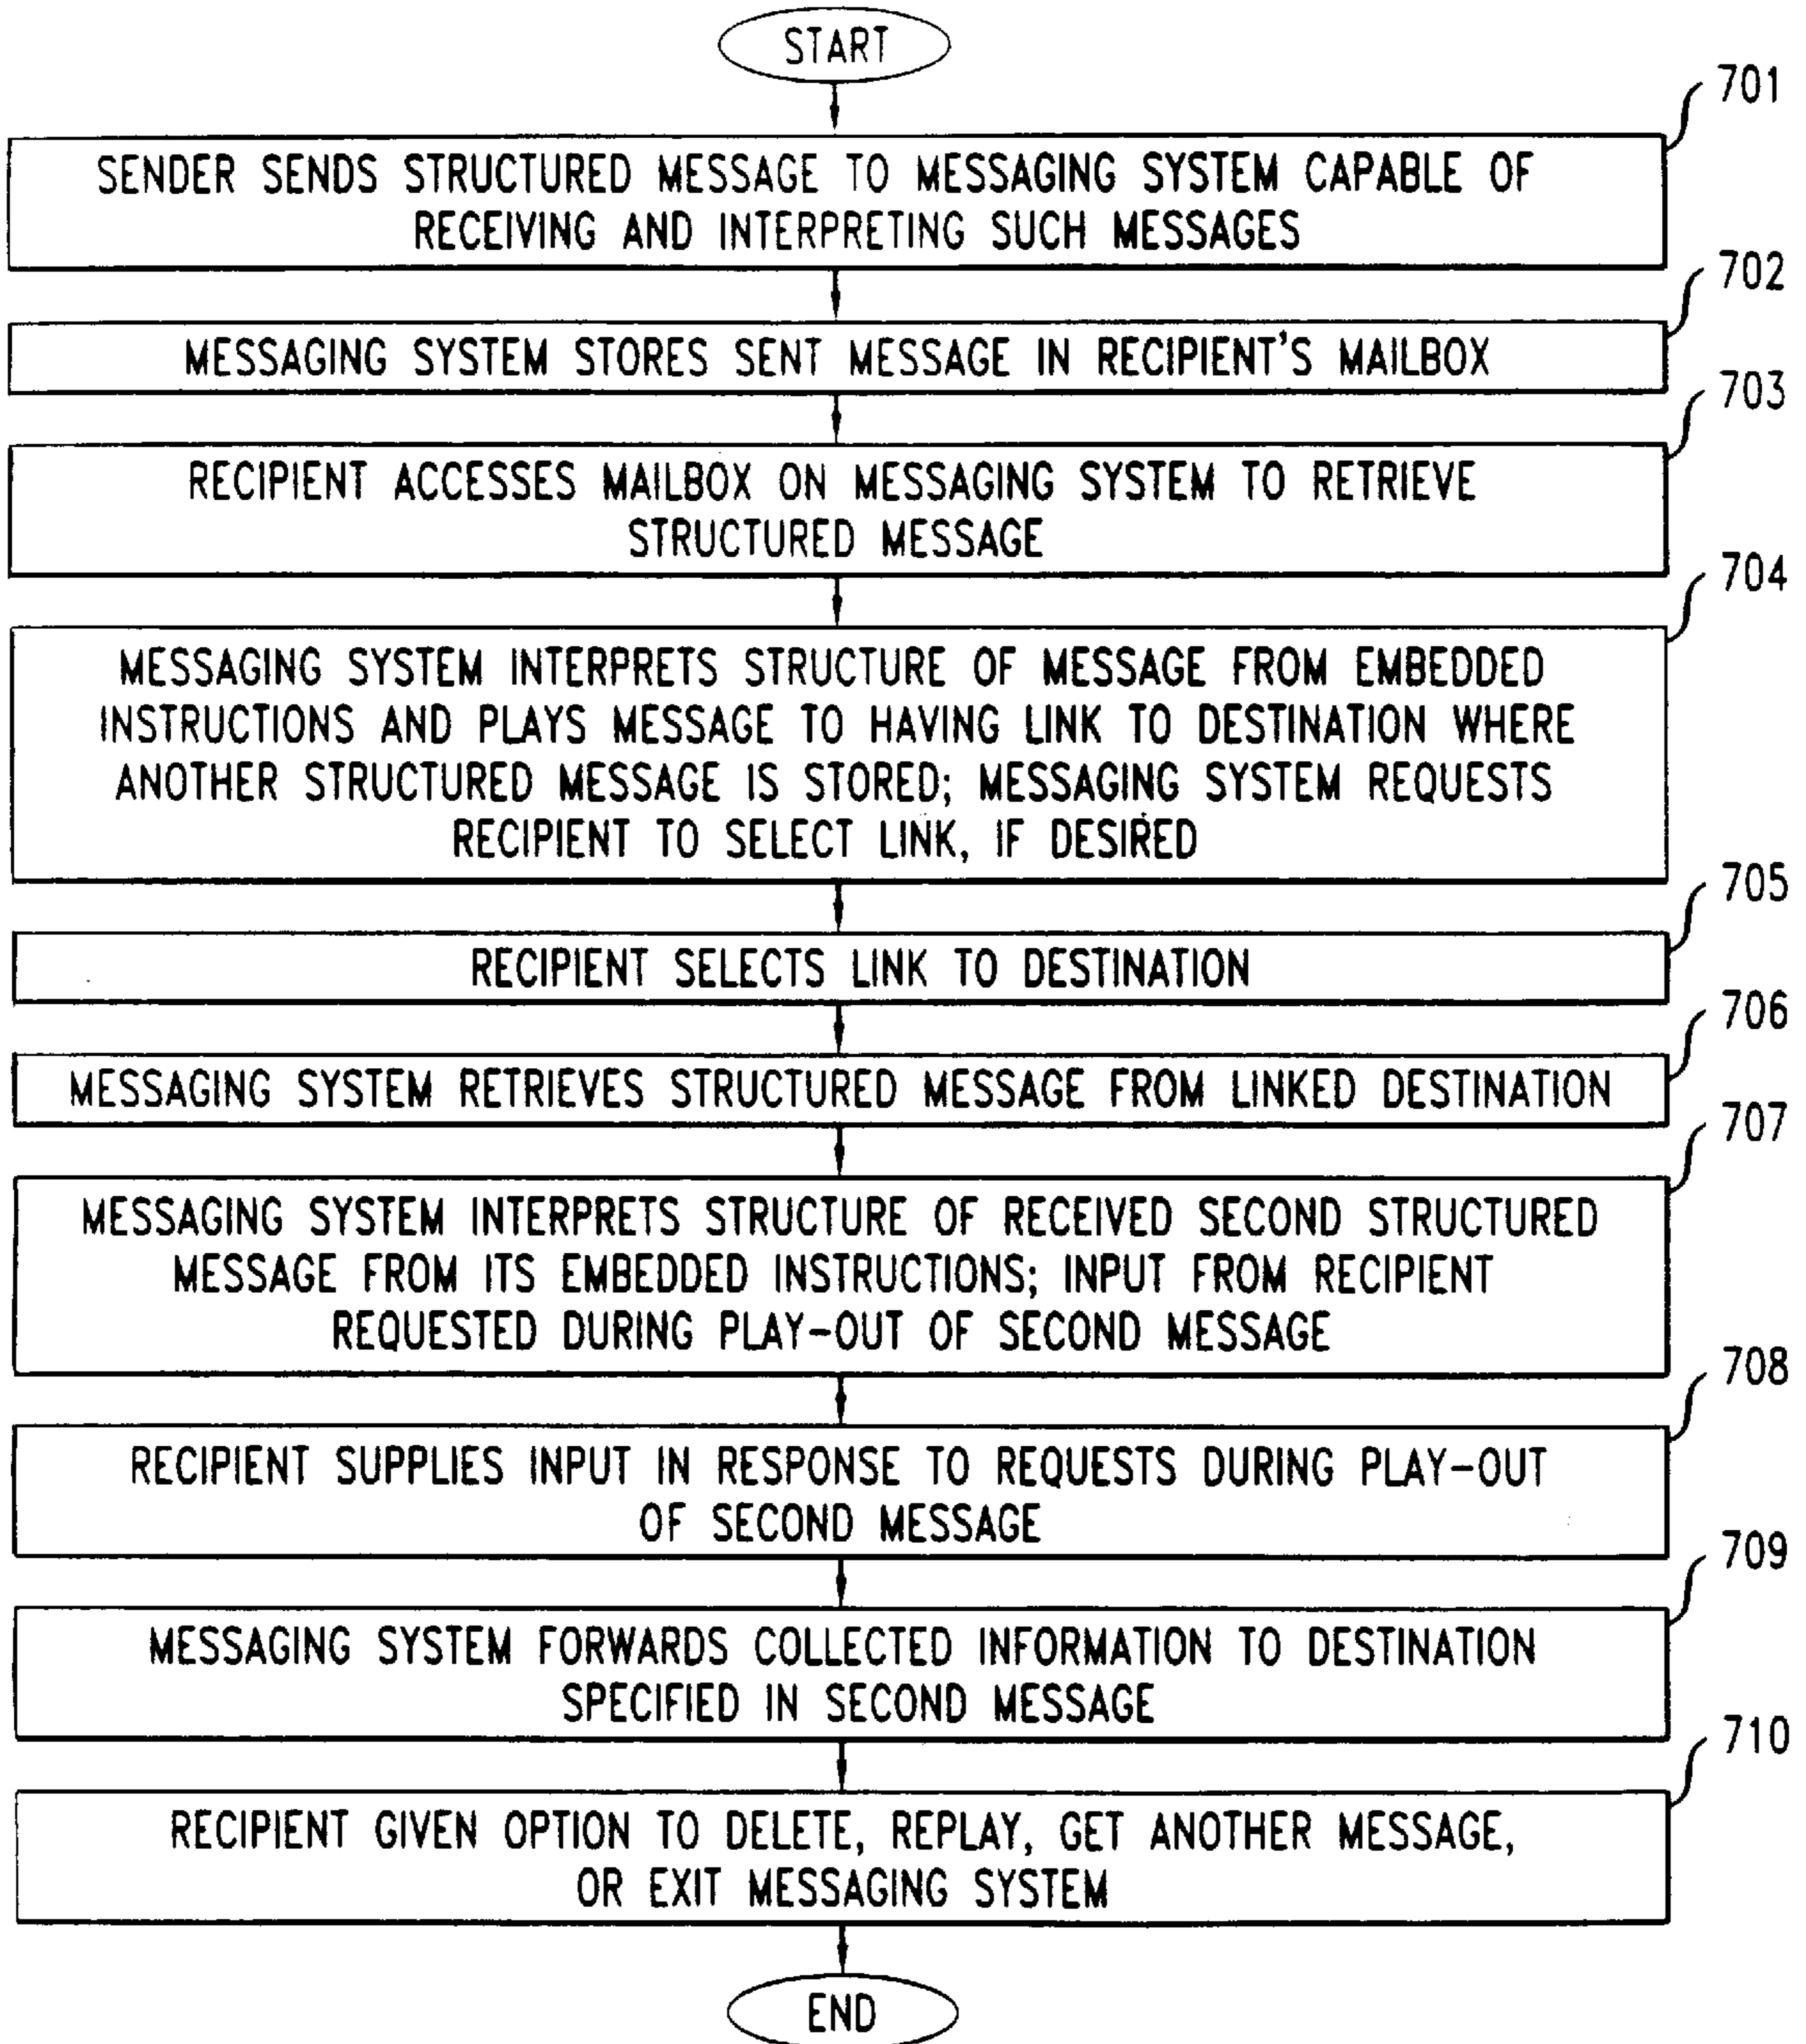 START
701
SENDER SENDS STRUCTURED MESSAGE TO MESSAGING SYSTEM CAPABLE OF
RECEIVING AND INTERPRETING SUCH MESSAGES
702
MESSAGING SYSTEM STORES SENT MESSAGE IN RECIPIENT'S MAILBOX
703
RECIPIENT ACCESSES MAILBOX ON MESSAGING SYSTEM TO RETRIEVE
STRUCTURED MESSAGE
704
MESSAGING SYSTEM INTERPRETS STRUCTURE OF MESSAGE FROM EMBEDDED
INSTRUCTIONS AND PLAYS MESSAGE TO HAVING LINK TO DESTINATION WHERE
ANOTHER STRUCTURED MESSAGE IS STORED; MESSAGING SYSTEM REQUESTS
RECIPIENT TO SELECT LINK, IF DESIRED
705
RECIPIENT SELECTS LINK TO DESTINATION
706
MESSAGING SYSTEM RETRIEVES STRUCTURED MESSAGE FROM LINKED DESTINATION
707
MESSAGING SYSTEM INTERPRETS STRUCTURE OF RECEIVED SECOND STRUCTURED
MESSAGE FROM ITS EMBEDDED INSTRUCTIONS; INPUT FROM RECIPIENT
REQUESTED DURING PLAY-OUT OF SECOND MESSAGE
708
RECIPIENT SUPPLIES INPUT IN RESPONSE TO REQUESTS DURING PLAY-OUT
OF SECOND MESSAGE
709
MESSAGING SYSTEM FORWARDS COLLECTED INFORMATION TO DESTINATION
SPECIFIED IN SECOND MESSAGE
710
RECIPIENT GIVEN OPTION TO DELETE, REPLAY, GET ANOTHER MESSAGE,
OR EXIT MESSAGING SYSTEM
END